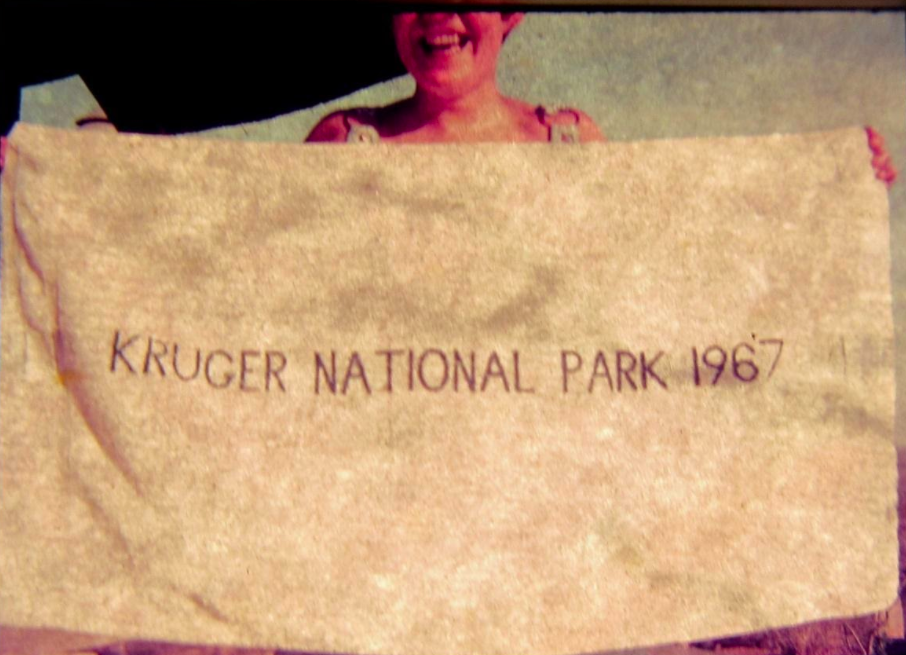 KRUGER NATIONAL PARK 1967